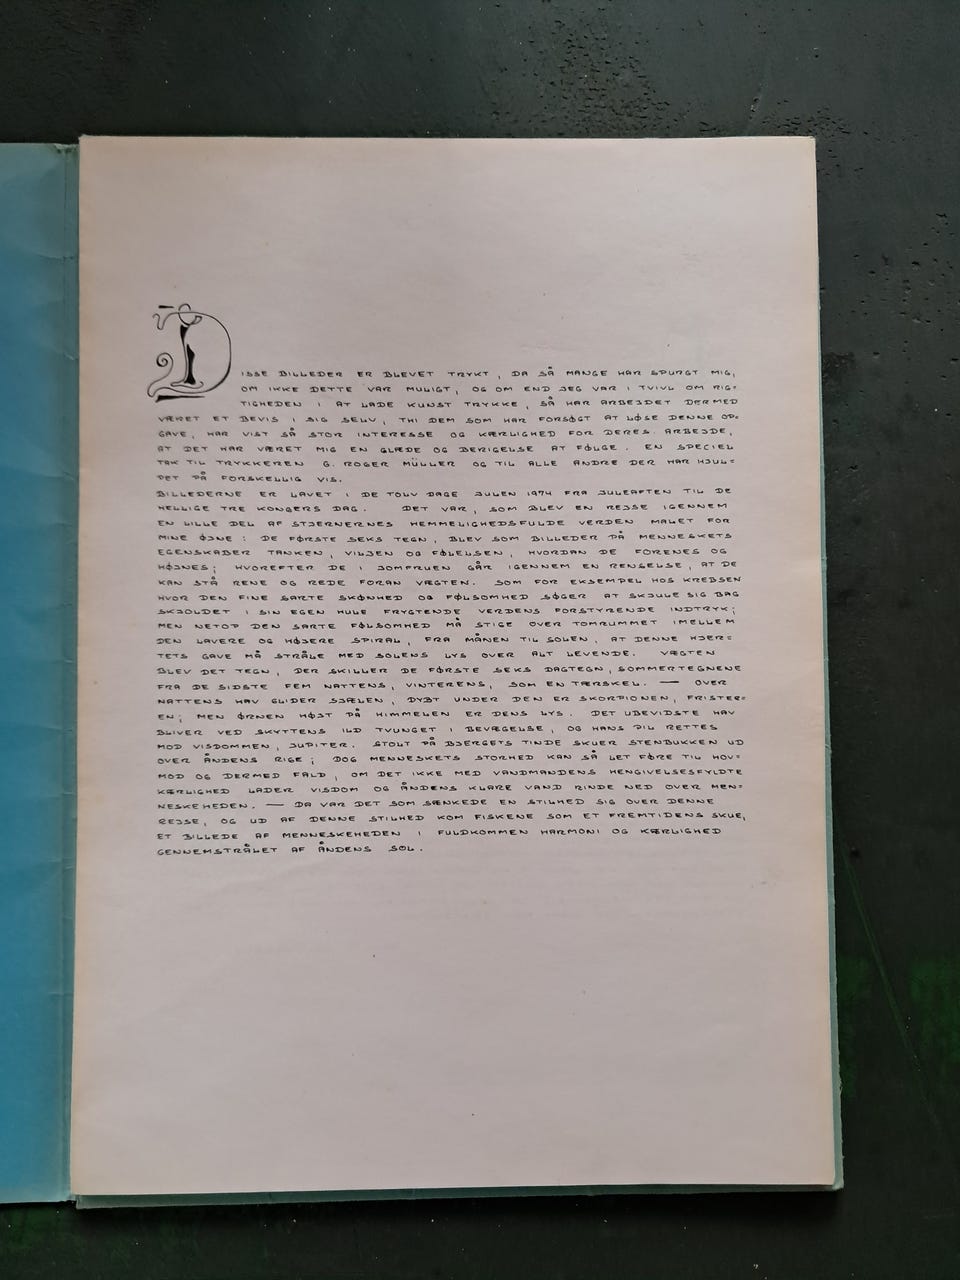 DISSE BILLEDER ER BLEVET TRYKT, DA SÅ MANGE HAR SPURGT MIG,
OM IKKE DETTE VAR MULIGT, OG OM END JEG VAR I TVIVL OM RIG=
TIGHEDEN I AT LADE KUNST TRYKKE, SÅ HAR ARBEJDET DERMED
VÆRET ET BEVIS I SIG SELV, THI DEM SOM HAR FORSØGT AT LØSE DENNE OP=
GAVE, HAR VIST SÅ STOR INTERESSE OG KÆRLIGHED FOR DERES ARBEJDE,
AT DET HAR VÆRET MIG EN GLÆDE OG BERIGELSE AT FØLGE. EN SPECIEL
TAK TIL TRYKKEREN G. ROGER MÜLLER OG TIL ALLE ANDRE DER HAR HJUL=
PET PÅ FORSKELLIG VIS.
BILLEDERNE ER LAVET I DE TOLV DAGE JULEN 1974 FRA JULEAFTEN TIL DE
HELLIGE TRE KONGERS DAG. DET VAR, SOM BLEV EN REJSE IGENNEM
EN LILLE DEL AF STJERNERNES HEMMELIGHEDSFULDE VERDEN MALET FOR
MINE ØJNE: DE FØRSTE SEKS TEGN, BLEV SOM BILLEDER PÅ MENNESKETS
EGENSKABER TANKEN, VILJEN OG FØLELSEN, HVORDAN DE FORENES OG
HØJNES; HVOREFTER DE I JOMFRUEN GÅR IGENNEM EN RENSELSE, AT DE
KAN STÅ RENE OG REDE FORAN VÆGTEN. SOM FOR EKSEMPEL HOS KREBSEN
HVOR DEN FINE SARTE SKØNHED OG FØLSOMHED SØGER AT SKJULE SIG BAG
SKJOLDET I SIN EGEN HULE FRYGTENDE VERDENS FORSTYRENDE INDTRYK;
MEN NETOP DEN SARTE FØLSOMHED MÅ STIGE OVER TOMRUMMET IMELLEM
DEN LAVERE OG HØJERE SPIRAL, FRA MÅNEN TIL SOLEN, AT DENNE HJER=
TETS GAVE MÅ STRÅLE MED SOLENS LYS OVER ALT LEVENDE. VÆGTEN
BLEV DET TEGN, DER SKILLER DE FØRSTE SEKS DAGTEGN, SOMMERTEGNENE
FRA DE SIDSTE FEM NATTENS, VINTERENS, SOM EN TÆRSKEL. — OVER
NATTENS HAV GLIDER SJÆLEN, DYBT UNDER DEN ER SKORPIONEN, FRISTER=
EN; MEN ØRNEN HØJT PÅ HIMMELEN ER DENS LYS. DET UBEVIDSTE HAV
BLIVER VED SKYTTENS ILD TVUNGET I BEVÆGELSE, OG HANS PIL RETTES
MOD VISDOMMEN, JUPITER. STOLT PÅ BJERGETS TINDE SKUER STENBUKKEN UD
OVER ÅNDENS RIGE; DOG MENNESKETS STORHED KAN SÅ LET FØRE TIL HOV=
MOD OG DERMED FALD, OM DET IKKE MED VANDMANDENS HENGIVELSESFYLDTE
KÆRLIGHED LADER VISDOM OG ÅNDENS KLARE VAND RINDE NED OVER MEN=
NESKEHEDEN. — DA VAR DET SOM SÆNKEDE EN STILHED SIG OVER DENNE
REJSE, OG UD AF DENNE STILHED KOM FISKENE SOM ET FREMTIDENS SKUE,
ET BILLEDE AF MENNESKEHEDEN I FULDKOMMEN HARMONI OG KÆRLIGHED
GENNEMSTRÅLET AF ÅNDENS SOL.